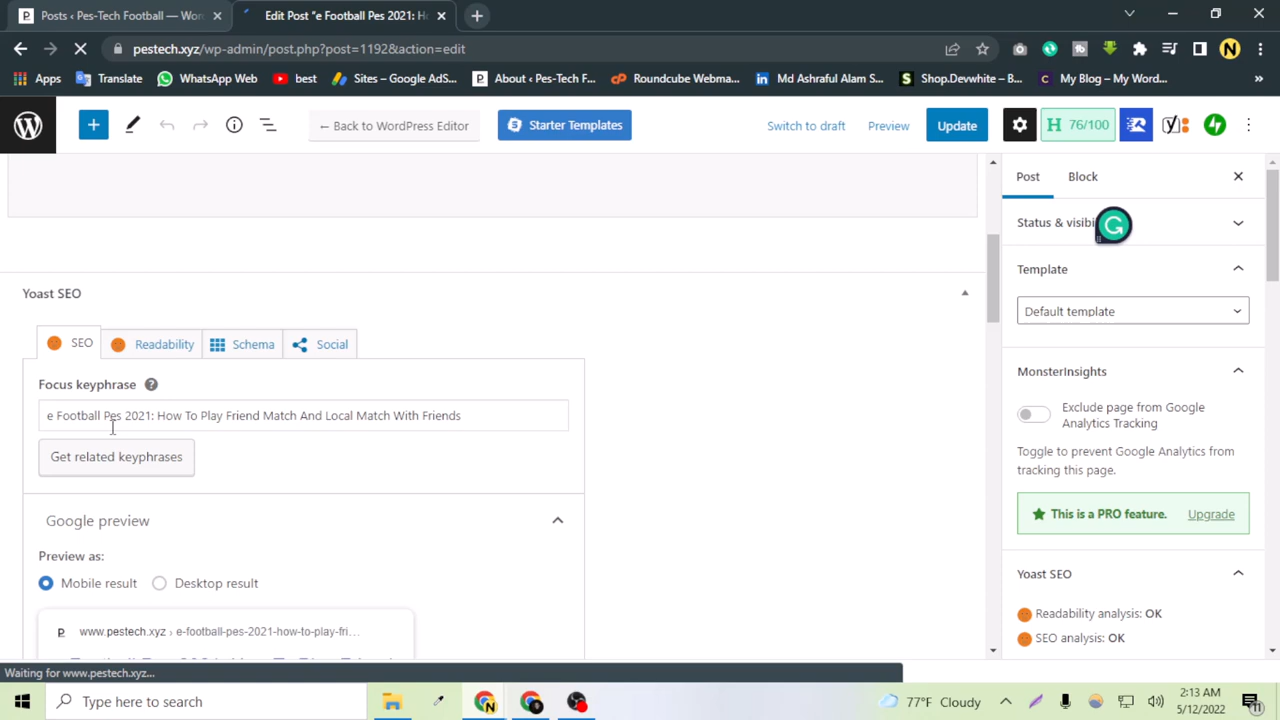 Posts ‹ Pes-Tech Football — Wor
Edit Post "e Football Pes 2021: Ho
pestech.xyz/wp-admin/post.php?post=1192&action=edit
Apps
Translate
WhatsApp Web
best
Sites – Google AdS...
About ‹ Pes-Tech F...
Roundcube Webma...
Md Ashraful Alam S...
Shop.Devwhite – B...
My Blog – My Wor...
»
← Back to WordPress Editor
Starter Templates
Switch to draft
Preview
Update
H 76/100
Post
Block
Status & visibi
Template
Default template
MonsterInsights
Exclude page from Google
Analytics Tracking
Toggle to prevent Google Analytics from
tracking this page.
This is a PRO feature.
Upgrade
Yoast SEO
Readability analysis: OK
SEO analysis: OK
Yoast SEO
SEO
Readability
Schema
Social
Focus keyphrase
e Football Pes 2021: How To Play Friend Match And Local Match With Friends
Get related keyphrases
Google preview
Preview as:
Mobile result
Desktop result
www.pestech.xyz › e-football-pes-2021-how-to-play-fri...
Waiting for www.pestech.xyz...
Type here to search
77°F Cloudy
2:13 AM
5/12/2022